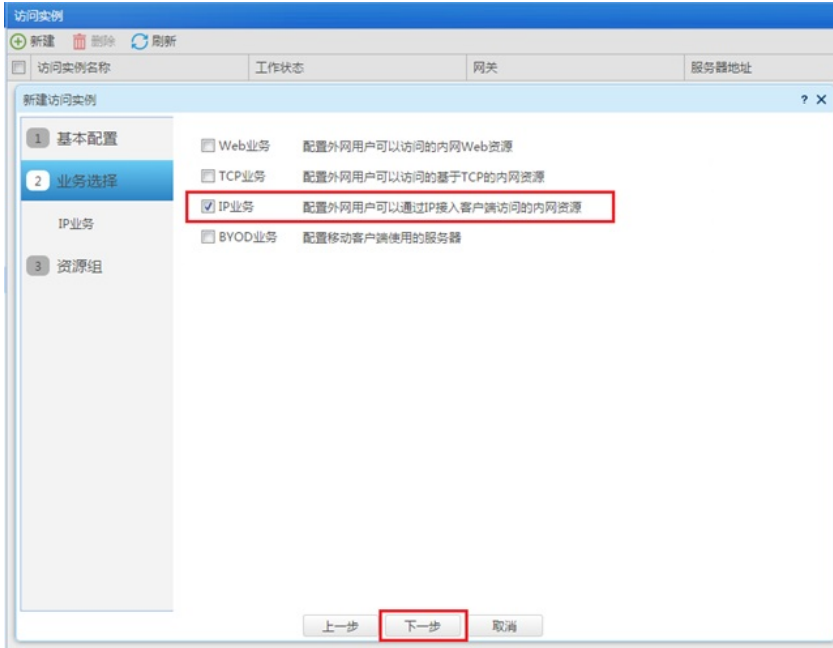 访问实例
新建 删除 刷新
访问实例名称 工作状态 网关 服务器地址
新建访问实例 ? X
1 基本配置
2 业务选择
IP业务
3 资源组
Web业务 配置外网用户可以访问的内网Web资源
TCP业务 配置外网用户可以访问的基于TCP的内网资源
IP业务 配置外网用户可以通过IP接入客户端访问的内网资源
BYOD业务 配置移动客户端使用的服务器
上一步 下一步 取消